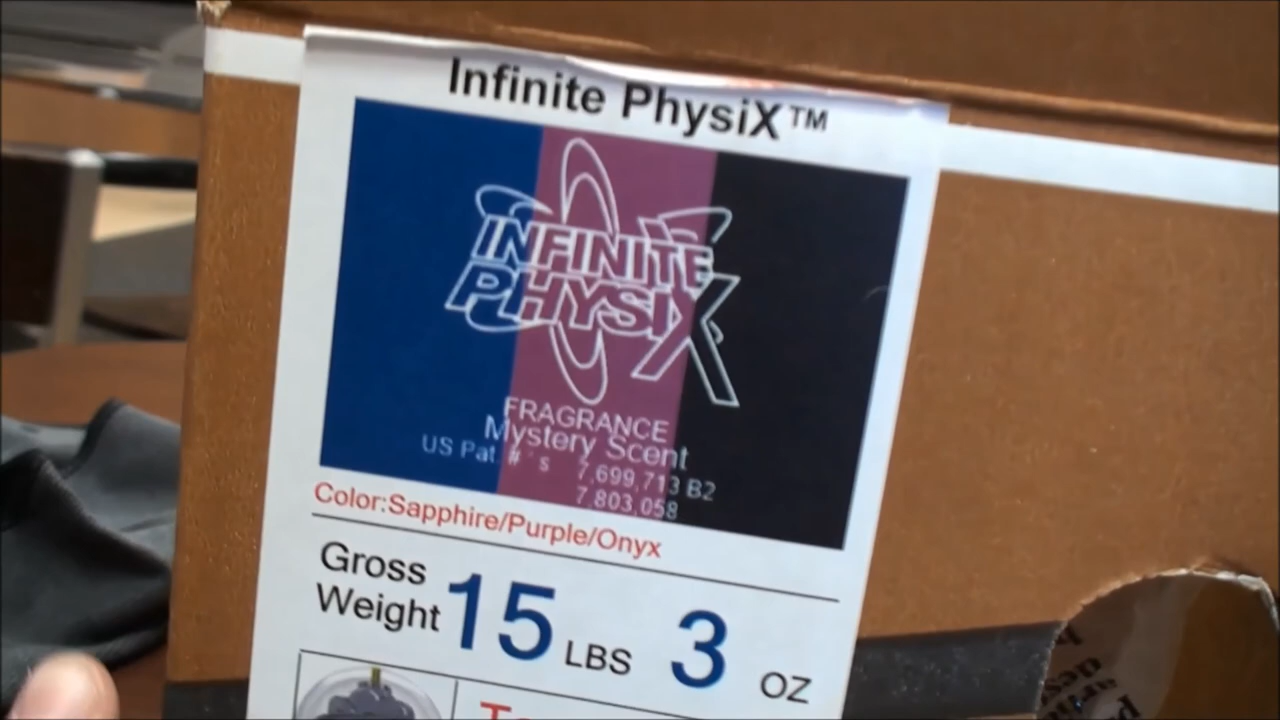 Infinite PhysiX™
INFINITE
PHYSIX
FRAGRANCE
Mystery Scent
US Pat. # ' s 7,699,713 B2
7,803,058
Color:Sapphire/Purple/Onyx
Gross
Weight 15 LBS 3 OZ